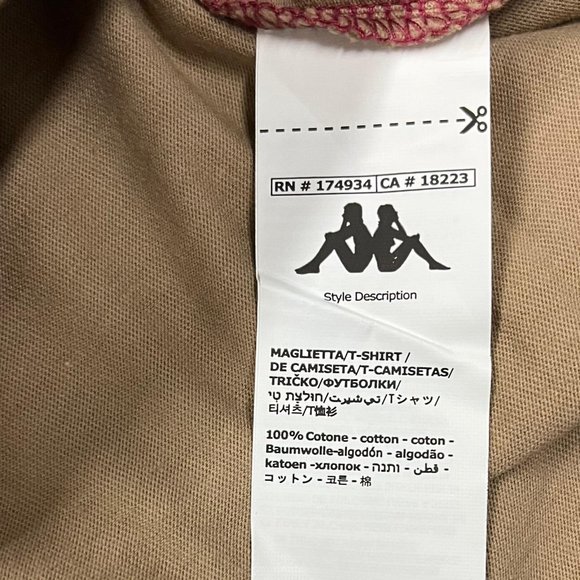 RN # 174934 CA # 18223
Style Description
MAGLIETTA/T-SHIRT /
DE CAMISETA/T-CAMISETAS/
TRIČKO/ФУТБОЛКИ/
חולצת טי/تي شيرت/Tシャツ/
티셔츠/T恤衫
100% Cotone - cotton - coton -
Baumwolle-algodón - algodão -
katoen -хлопок - ותנה - قطن -
コットン - 코튼 - 棉